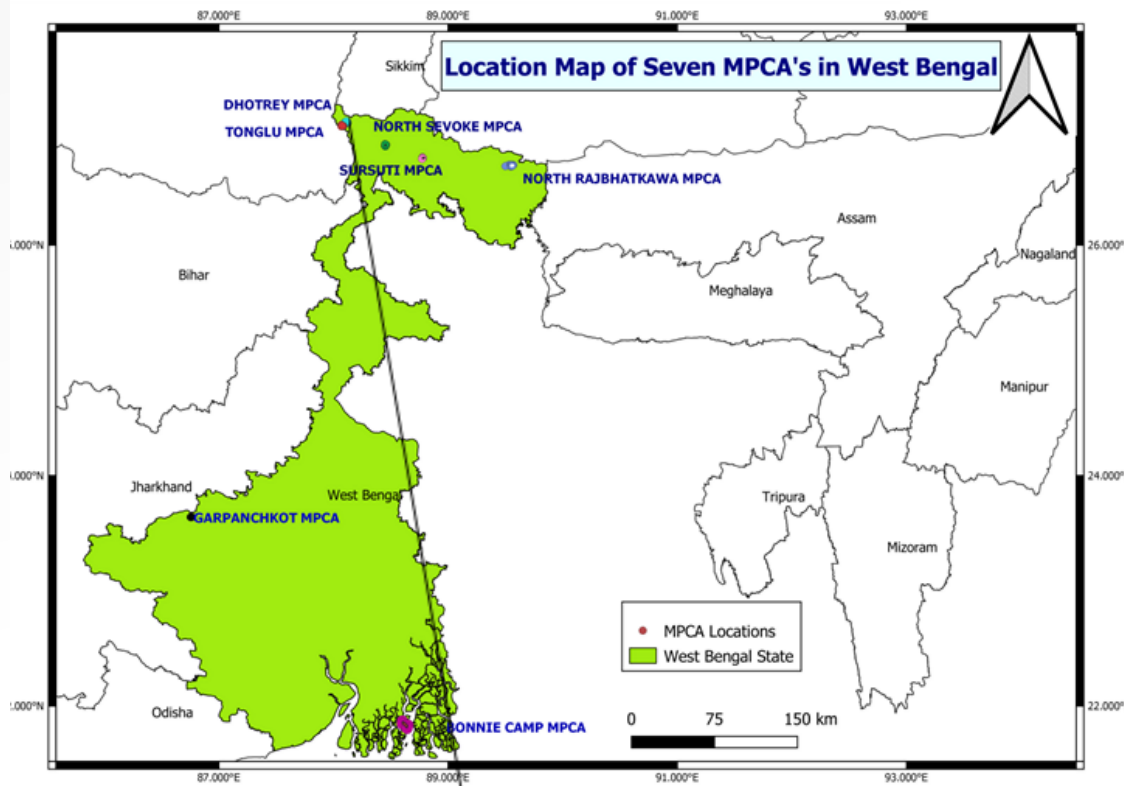 87.000°E 89.000°E 91.000°E 93.000°E
Location Map of Seven MPCA's in West Bengal
Sikkim
DHOTREY MPCA
TONGLU MPCA
NORTH SEVOKE MPCA
SURSUTI MPCA
NORTH RAJBHATKAWA MPCA
Assam
.000°N 26.000°
Nagaland
Bihar
Meghalaya
Manipur
.000°N 24.000°
Jharkhand
West Bengal
Tripura
GARPANCHKOT MPCA
Mizoram
MPCA Locations
West Bengal State
.000°N 22.000°
Odisha
BONNIE CAMP MPCA
0 75 150 km
87.000°E 89.000°E 91.000°E 93.000°E